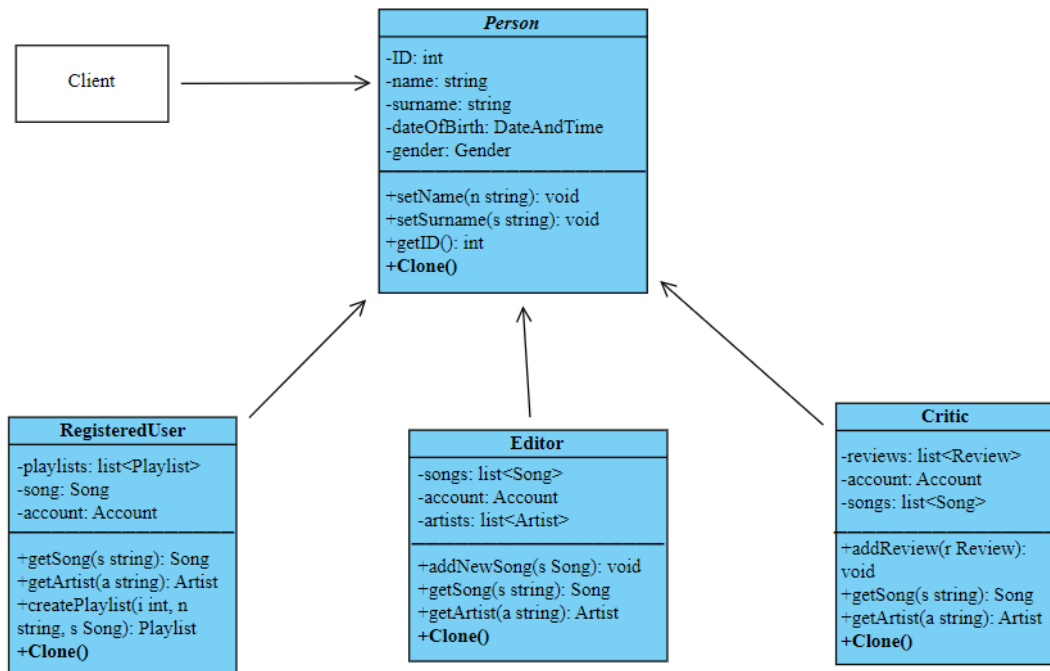 Person
-ID: int
-name: string
-surname: string
-dateOfBirth: DateAndTime
-gender: Gender
+setName(n string): void
+setSurname(s string): void
+getID(): int
+Clone()
Client
RegisteredUser
-playlists: list<Playlist>
-song: Song
-account: Account
+getSong(s string): Song
+getArtist(a string): Artist
+createPlaylist(i int, n
string, s Song): Playlist
+Clone()
Editor
-songs: list<Song>
-account: Account
-artists: list<Artist>
+addNewSong(s Song): void
+getSong(s string): Song
+getArtist(a string): Artist
+Clone()
Critic
-reviews: list<Review>
-account: Account
-songs: list<Song>
+addReview(r Review):
void
+getSong(s string): Song
+getArtist(a string): Artist
+Clone()